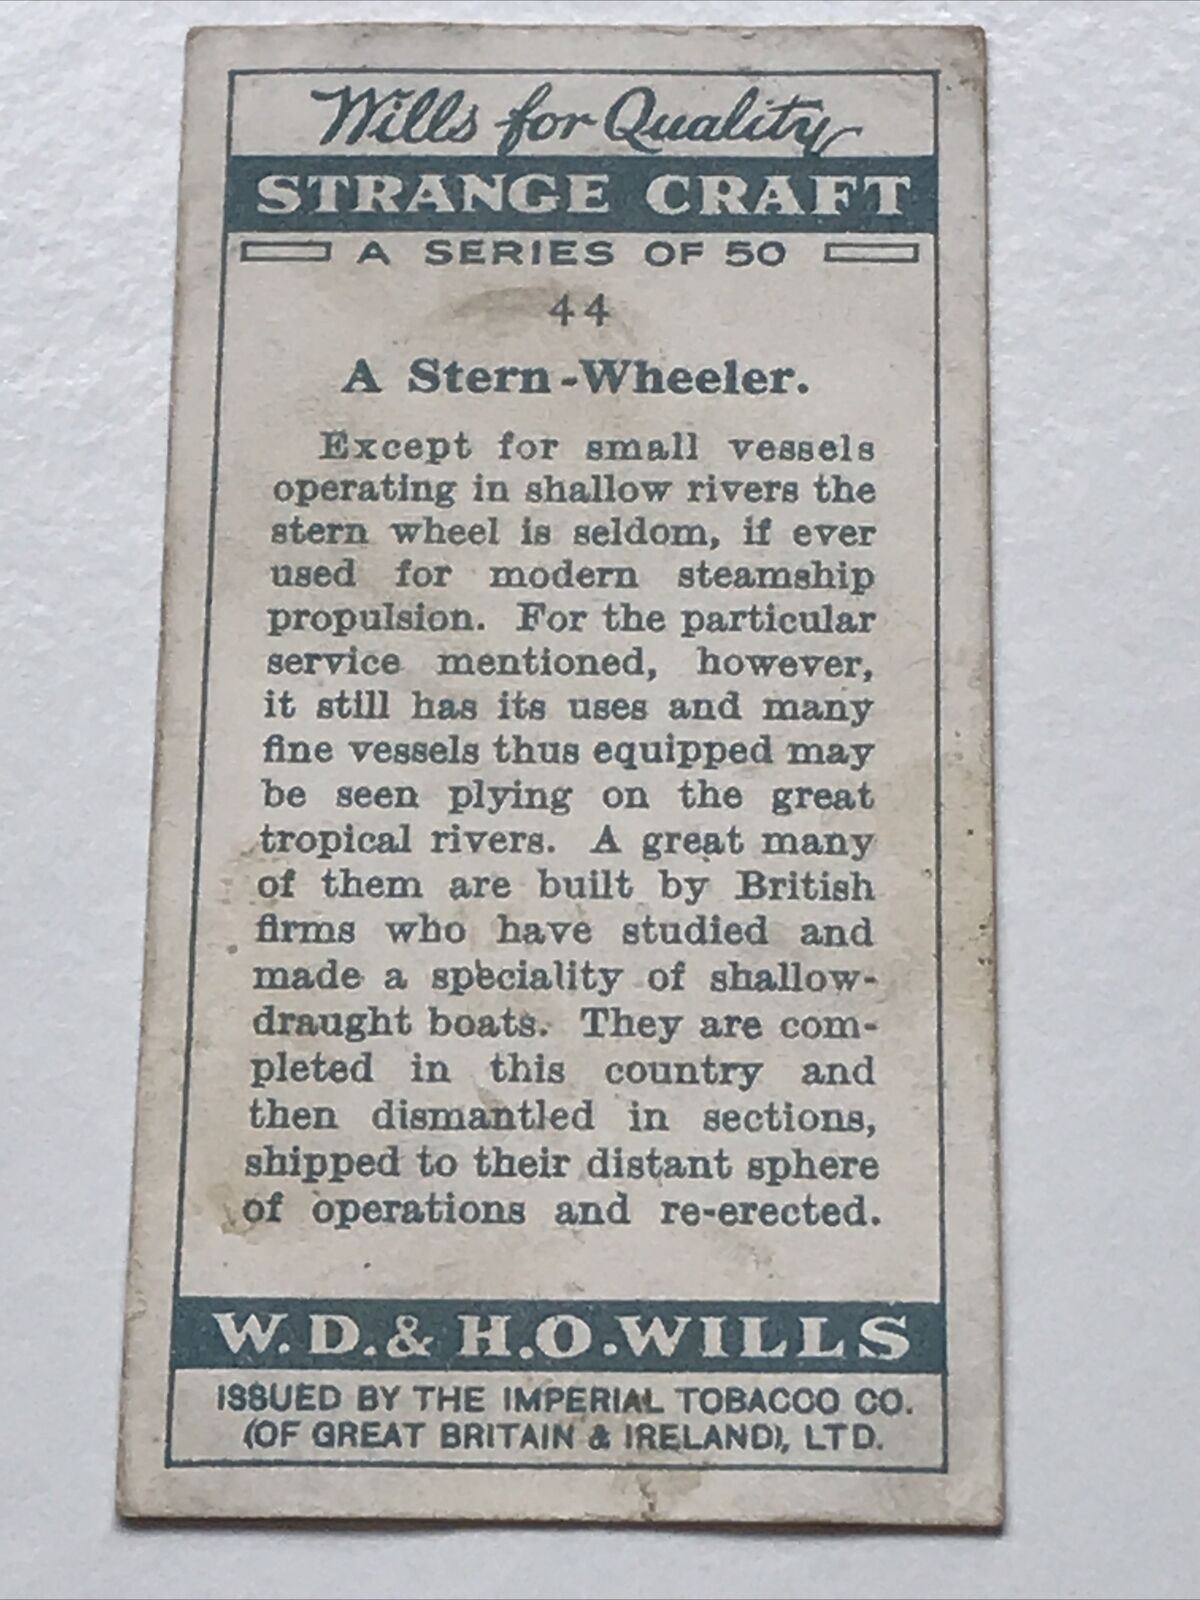 Wills for Quality
STRANGE CRAFT
A SERIES OF 50
44
A Stern-Wheeler.
Except for small vessels
operating in shallow rivers the
stern wheel is seldom, if ever
used for modern steamship
propulsion. For the particular
service mentioned, however,
it still has its uses and many
fine vessels thus equipped may
be seen plying on the great
tropical rivers. A great many
of them are built by British
firms who have studied and
made a speciality of shallow-
draught boats. They are com-
pleted in this country and
then dismantled in sections,
shipped to their distant sphere
of operations and re-erected.
W.D.& H.O.WILLS
ISSUED BY THE IMPERIAL TOBACCO CO.
(OF GREAT BRITAIN & IRELAND), LTD.